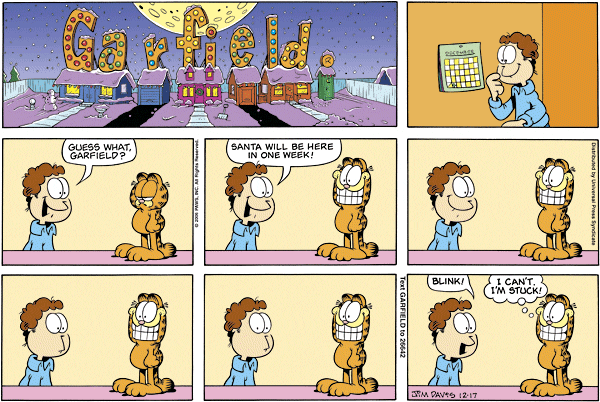 Garfield.
DECEMBER
GUESS WHAT,
GARFIELD?
© 2006 PAWS, INC. All Rights Reserved.
SANTA WILL BE HERE
IN ONE WEEK!
Distributed by Universal Press Syndicate
Text GARFIELD to 26642
BLINK!
I CAN'T.
I'M STUCK!
JIM DAVIS 12·17